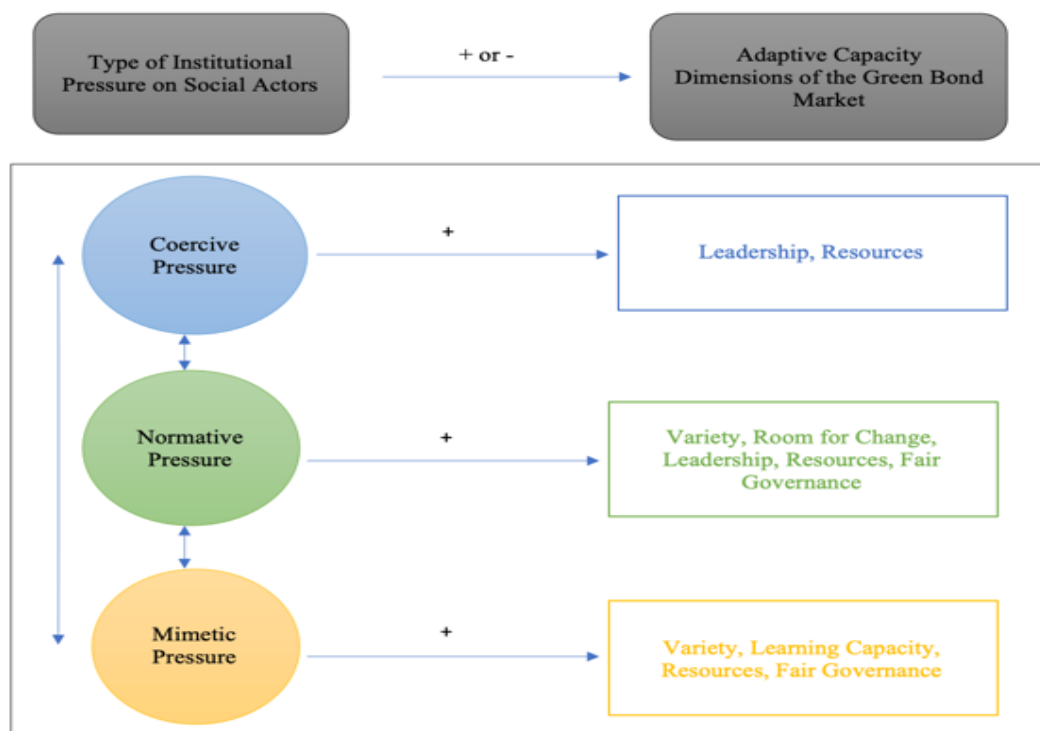 Type of Institutional
Pressure on Social Actors
+ or -
Adaptive Capacity
Dimensions of the Green Bond
Market
Coercive
Pressure
+
Leadership, Resources
Normative
Pressure
+
Variety, Room for Change,
Leadership, Resources, Fair
Governance
Mimetic
Pressure
+
Variety, Learning Capacity,
Resources, Fair Governance